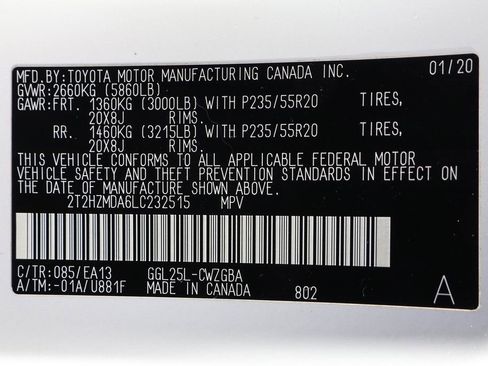 MFD.BY:TOYOTA MOTOR MANUFACTURING CANADA INC. 01/20
GVWR:2660KG (5860LB)
GAWR:FRT. 1360KG (3000LB) WITH P235/55R20 TIRES,
20X8J RIMS.
RR. 1460KG (3215LB) WITH P235/55R20 TIRES,
20X8J RIMS.
THIS VEHICLE CONFORMS TO ALL APPLICABLE FEDERAL MOTOR
VEHICLE SAFETY AND THEFT PREVENTION STANDARDS IN EFFECT
ON THE DATE OF MANUFACTURE SHOWN ABOVE.
2T2HZMDA6LC232515 MPV
C/TR:085/EA13 GGL25L-CWZGBA
A/TM:-01A/U881F MADE IN CANADA 802 A